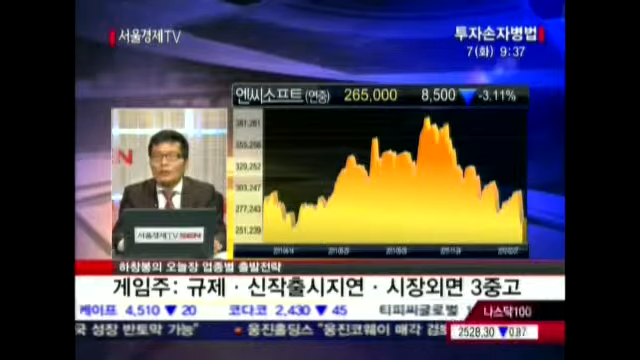 서울경제TV
투자손자병법
7(화) 9:37
엔씨소프트 (연중) 265,000 8,500 ▼ -3.11%
381,261
355,256
329,252
303,247
277,243
251,239
서울경제TV SEN
하창봉의 오늘장 업종별 출발전략
게임주: 규제·신작출시지연·시장외면 3중고
케이프 4,510 ▼ 20 코다코 2,430 ▼ 45 티피씨글로벌
나스닥100
성장 반토막 가능" 웅진홀딩스 "웅진코웨이 매각 검토
2528.30 ▼ 0.87